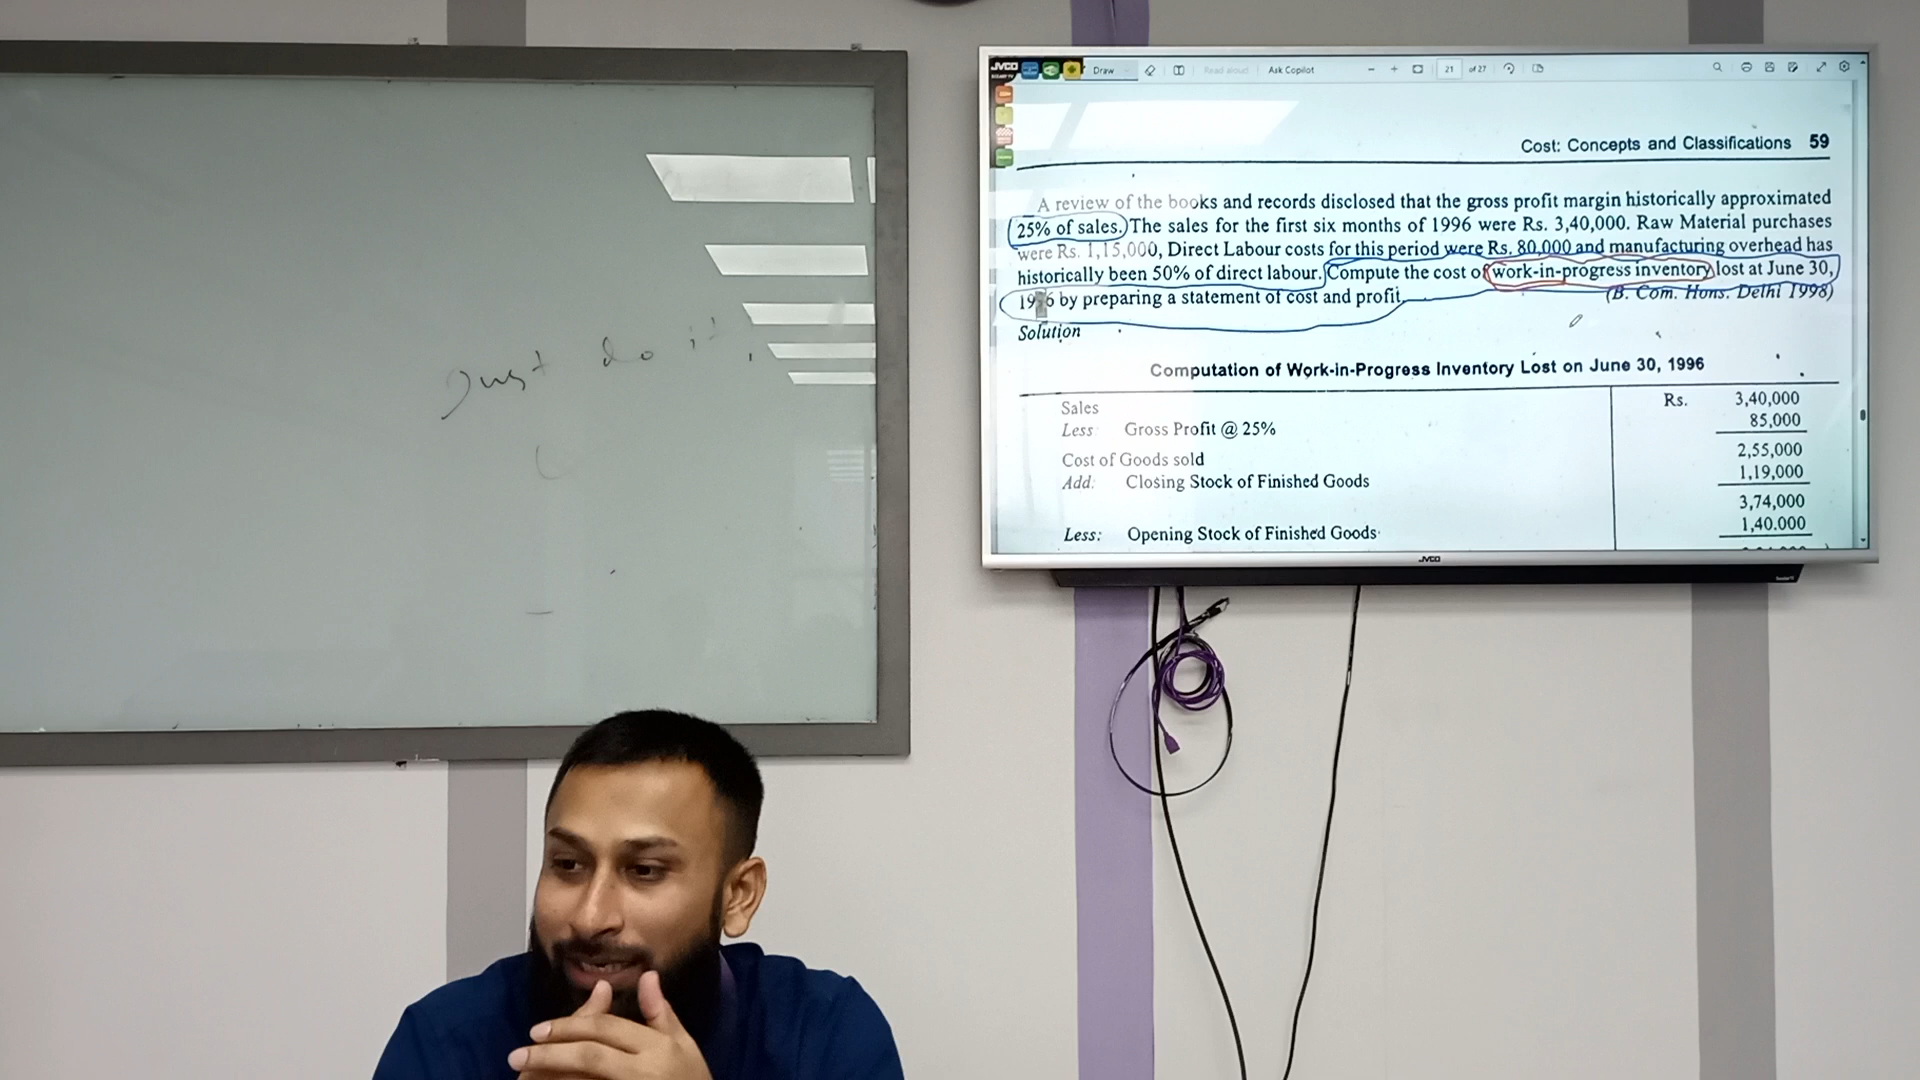 Just do it,
JVCO
Draw
Read aloud
Ask Copilot
21
of 27
Cost: Concepts and Classifications 59
A review of the books and records disclosed that the gross profit margin historically approximated
25% of sales. The sales for the first six months of 1996 were Rs. 3,40,000. Raw Material purchases
were Rs. 1,15,000, Direct Labour costs for this period were Rs. 80,000 and manufacturing overhead has
historically been 50% of direct labour. Compute the cost of work-in-progress inventory lost at June 30,
1996 by preparing a statement of cost and profit.
(B. Com. Hons. Delhi 1998)
Solution
Computation of Work-in-Progress Inventory Lost on June 30, 1996
Sales Rs. 3,40,000
Less Gross Profit @ 25% 85,000
Cost of Goods sold 2,55,000
Add: Closing Stock of Finished Goods 1,19,000
3,74,000
Less: Opening Stock of Finished Goods 1,40.000
JVCO